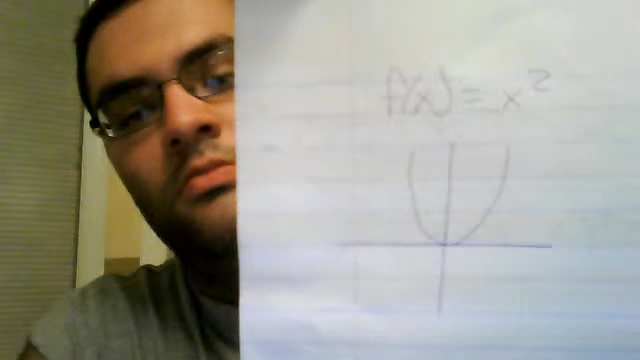 f(x) = x²